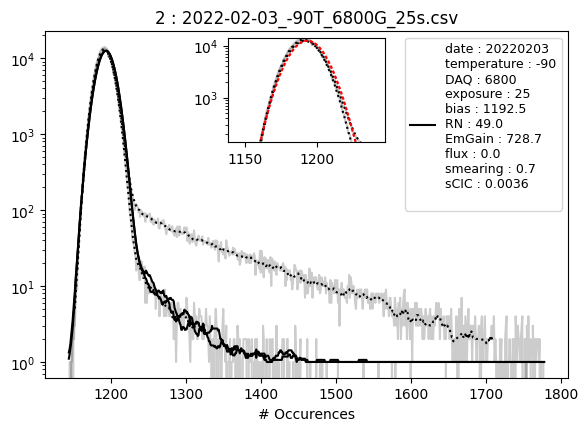 2 : 2022-02-03_-90T_6800G_25s.csv
date : 20220203
temperature : -90
DAQ : 6800
exposure : 25
bias : 1192.5
RN : 49.0
EmGain : 728.7
flux : 0.0
smearing : 0.7
sCIC : 0.0036
10⁴
10³
10²
10¹
10⁰
10⁴
10³
1150 1200
1200 1300 1400 1500 1600 1700 1800
# Occurences